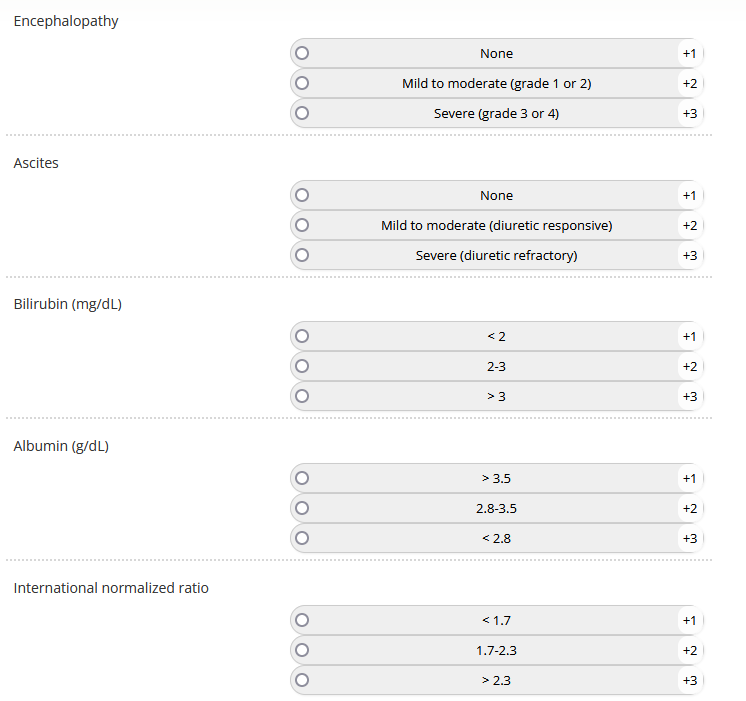 Encephalopathy
None +1
Mild to moderate (grade 1 or 2) +2
Severe (grade 3 or 4) +3
Ascites
None +1
Mild to moderate (diuretic responsive) +2
Severe (diuretic refractory) +3
Bilirubin (mg/dL)
< 2 +1
2-3 +2
> 3 +3
Albumin (g/dL)
> 3.5 +1
2.8-3.5 +2
< 2.8 +3
International normalized ratio
< 1.7 +1
1.7-2.3 +2
> 2.3 +3